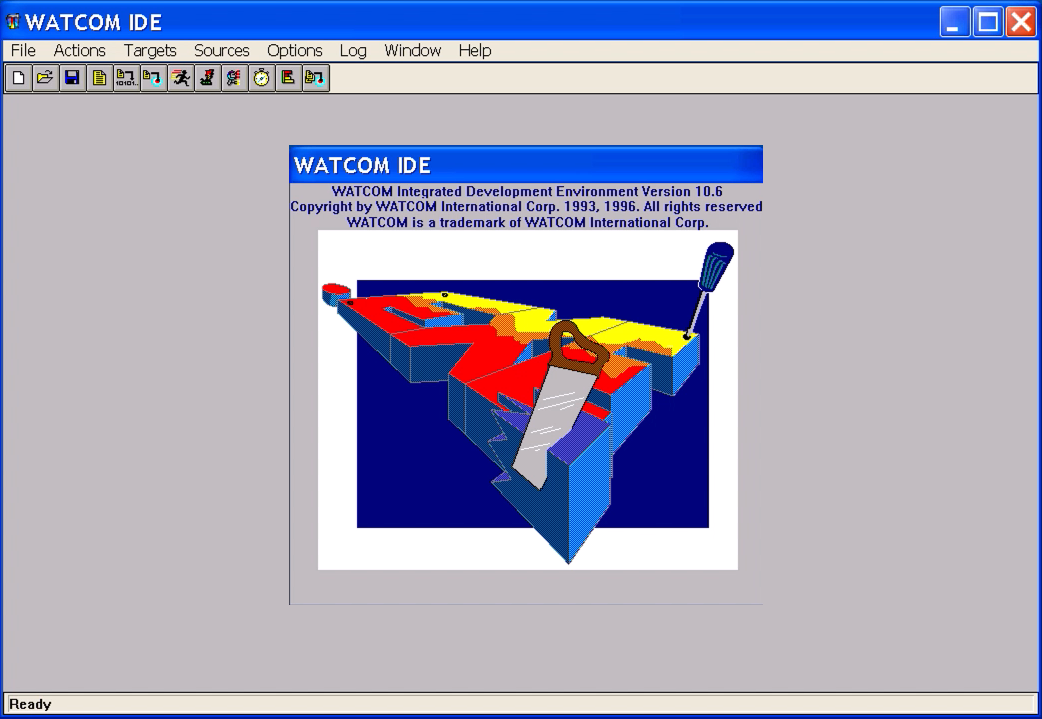 WATCOM IDE
File Actions Targets Sources Options Log Window Help
WATCOM IDE
WATCOM Integrated Development Environment Version 10.6
Copyright by WATCOM International Corp. 1993, 1996. All rights reserved
WATCOM is a trademark of WATCOM International Corp.
Ready